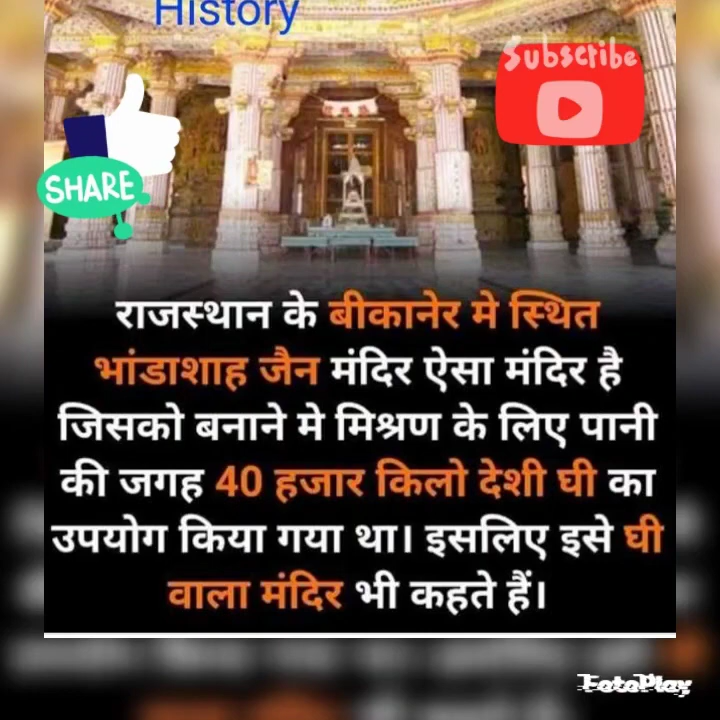 History
Subscribe
SHARE
राजस्थान के बीकानेर मे स्थित
भांडाशाह जैन मंदिर ऐसा मंदिर है
जिसको बनाने मे मिश्रण के लिए पानी
की जगह 40 हजार किलो देशी घी का
उपयोग किया गया था। इसलिए इसे घी
वाला मंदिर भी कहते हैं।
FotoPlay